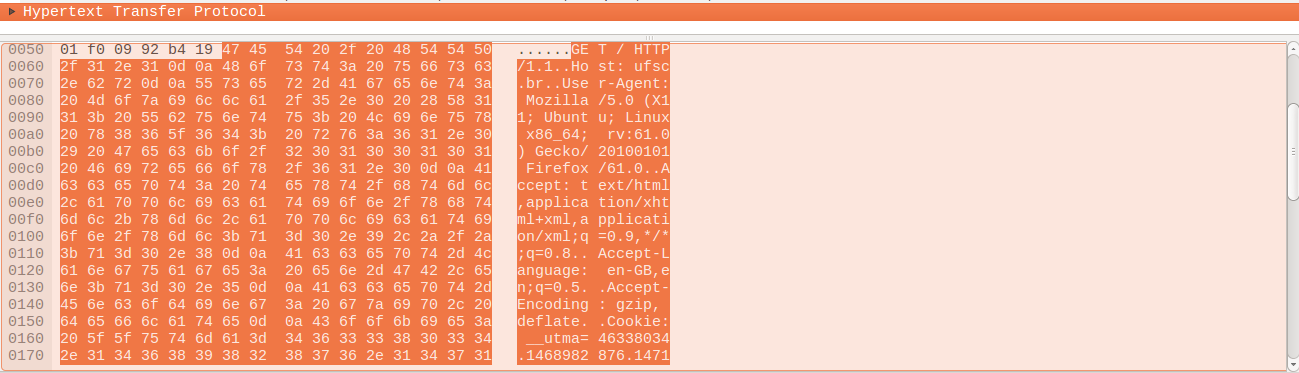 Hypertext Transfer Protocol
0050 01 f0 09 92 b4 19 47 45 54 20 2f 20 48 54 54 50 ......GE T / HTTP
0060 2f 31 2e 31 0d 0a 48 6f 73 74 3a 20 75 66 73 63 /1.1..Ho st: ufsc
0070 2e 62 72 0d 0a 55 73 65 72 2d 41 67 65 6e 74 3a .br..Use r-Agent:
0080 20 4d 6f 7a 69 6c 6c 61 2f 35 2e 30 20 28 58 31 Mozilla /5.0 (X1
0090 31 3b 20 55 62 75 6e 74 75 3b 20 4c 69 6e 75 78 1; Ubunt u; Linux
00a0 20 78 38 36 5f 36 34 3b 20 72 76 3a 36 31 2e 30 x86_64; rv:61.0
00b0 29 20 47 65 63 6b 6f 2f 32 30 31 30 30 31 30 31 ) Gecko/ 20100101
00c0 20 46 69 72 65 66 6f 78 2f 36 31 2e 30 0d 0a 41 Firefox /61.0..A
00d0 63 63 65 70 74 3a 20 74 65 78 74 2f 68 74 6d 6c ccept: t ext/html
00e0 2c 61 70 70 6c 69 63 61 74 69 6f 6e 2f 78 68 74 ,applica tion/xht
00f0 6d 6c 2b 78 6d 6c 2c 61 70 70 6c 69 63 61 74 69 ml+xml,a pplicati
0100 6f 6e 2f 78 6d 6c 3b 71 3d 30 2e 39 2c 2a 2f 2a on/xml;q =0.9,*/*
0110 3b 71 3d 30 2e 38 0d 0a 41 63 63 65 70 74 2d 4c ;q=0.8.. Accept-L
0120 61 6e 67 75 61 67 65 3a 20 65 6e 2d 47 42 2c 65 anguage: en-GB,e
0130 6e 3b 71 3d 30 2e 35 0d 0a 41 63 63 65 70 74 2d n;q=0.5. .Accept-
0140 45 6e 63 6f 64 69 6e 67 3a 20 67 7a 69 70 2c 20 Encoding : gzip,
0150 64 65 66 6c 61 74 65 0d 0a 43 6f 6f 6b 69 65 3a deflate. .Cookie:
0160 20 5f 5f 75 74 6d 61 3d 34 36 33 33 38 30 33 34 __utma= 46338034
0170 2e 31 34 36 38 39 38 32 38 37 36 2e 31 34 37 31 .1468982 876.1471